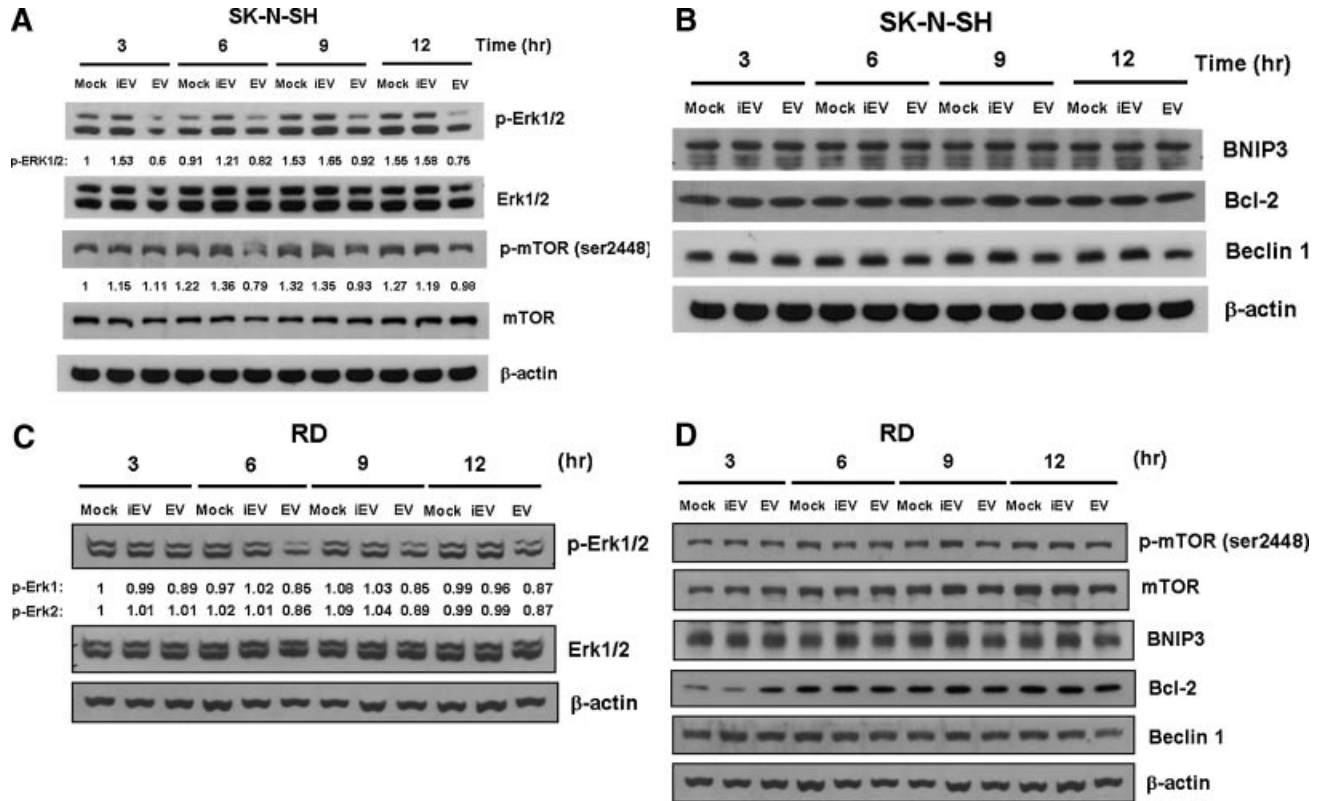 A
SK-N-SH
3 6 9 12 Time (hr)
Mock iEV EV Mock iEV EV Mock iEV EV Mock iEV EV
p-Erk1/2
p-ERK1/2: 1 1.53 0.6 0.91 1.21 0.82 1.53 1.65 0.92 1.55 1.58 0.75
Erk1/2
p-mTOR (ser2448)
1 1.15 1.11 1.22 1.36 0.79 1.32 1.35 0.93 1.27 1.19 0.98
mTOR
β-actin
B
SK-N-SH
3 6 9 12 Time (hr)
Mock iEV EV Mock iEV EV Mock iEV EV Mock iEV EV
BNIP3
Bcl-2
Beclin 1
β-actin
C
RD
3 6 9 12 (hr)
Mock iEV EV Mock iEV EV Mock iEV EV Mock iEV EV
p-Erk1/2
p-Erk1: 1 0.99 0.89 0.97 1.02 0.85 1.08 1.03 0.85 0.99 0.96 0.87
p-Erk2: 1 1.01 1.01 1.02 1.01 0.86 1.09 1.04 0.89 0.99 0.99 0.87
Erk1/2
β-actin
D
RD
3 6 9 12 (hr)
Mock iEV EV Mock iEV EV Mock iEV EV Mock iEV EV
p-mTOR (ser2448)
mTOR
BNIP3
Bcl-2
Beclin 1
β-actin